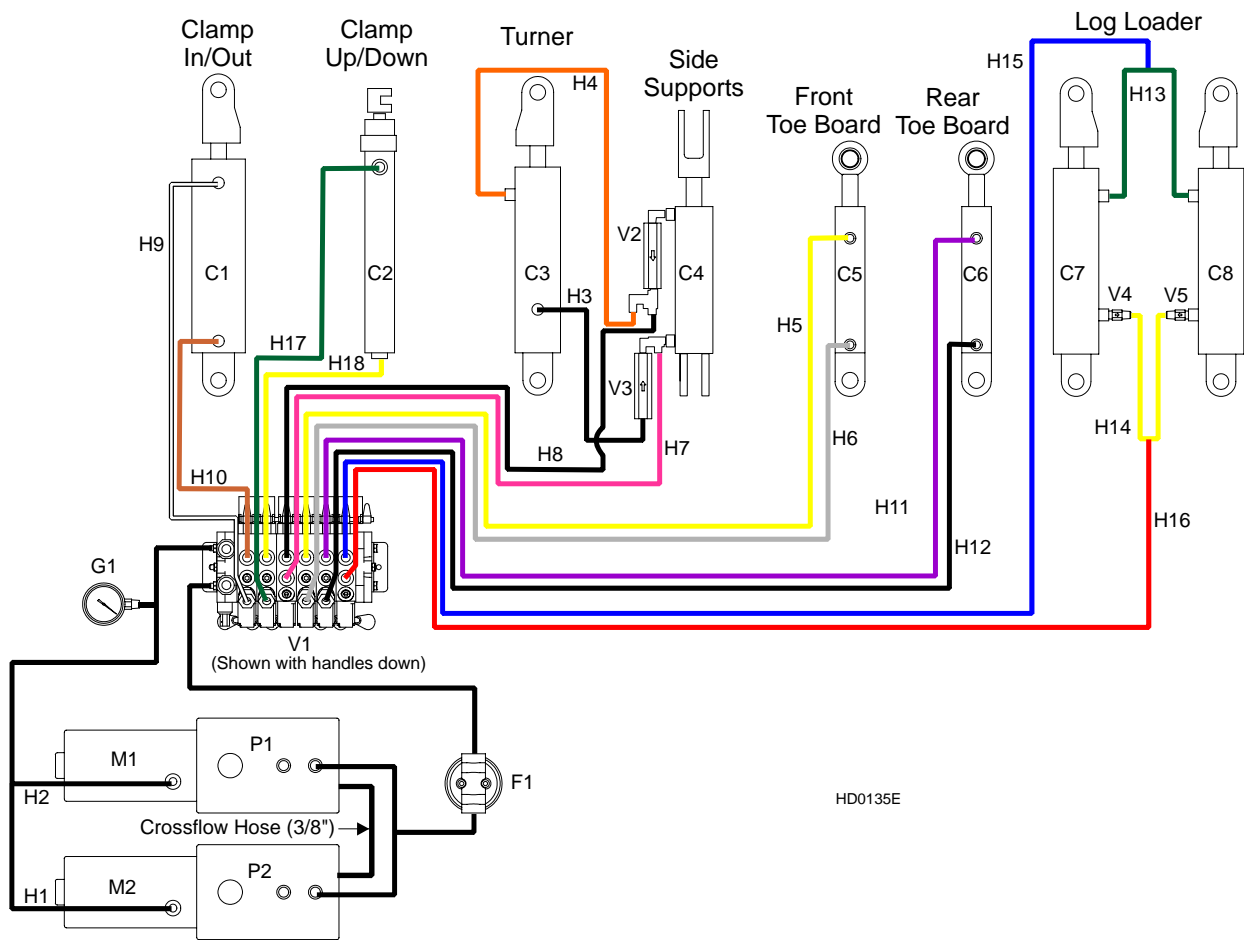 Clamp
In/Out
Clamp
Up/Down
Turner
Side
Supports
Front
Toe Board
Rear
Toe Board
Log Loader
H15
H4
H13
H9
V2
C1
C2
C3
C4
C5
C6
C7
C8
H3
H5
V4
V5
H17
H18
V3
H14
H6
H7
H8
H10
H11
H16
H12
G1
V1
(Shown with handles down)
M1
P1
F1
H2
HD0135E
Crossflow Hose (3/8")
M2
P2
H1